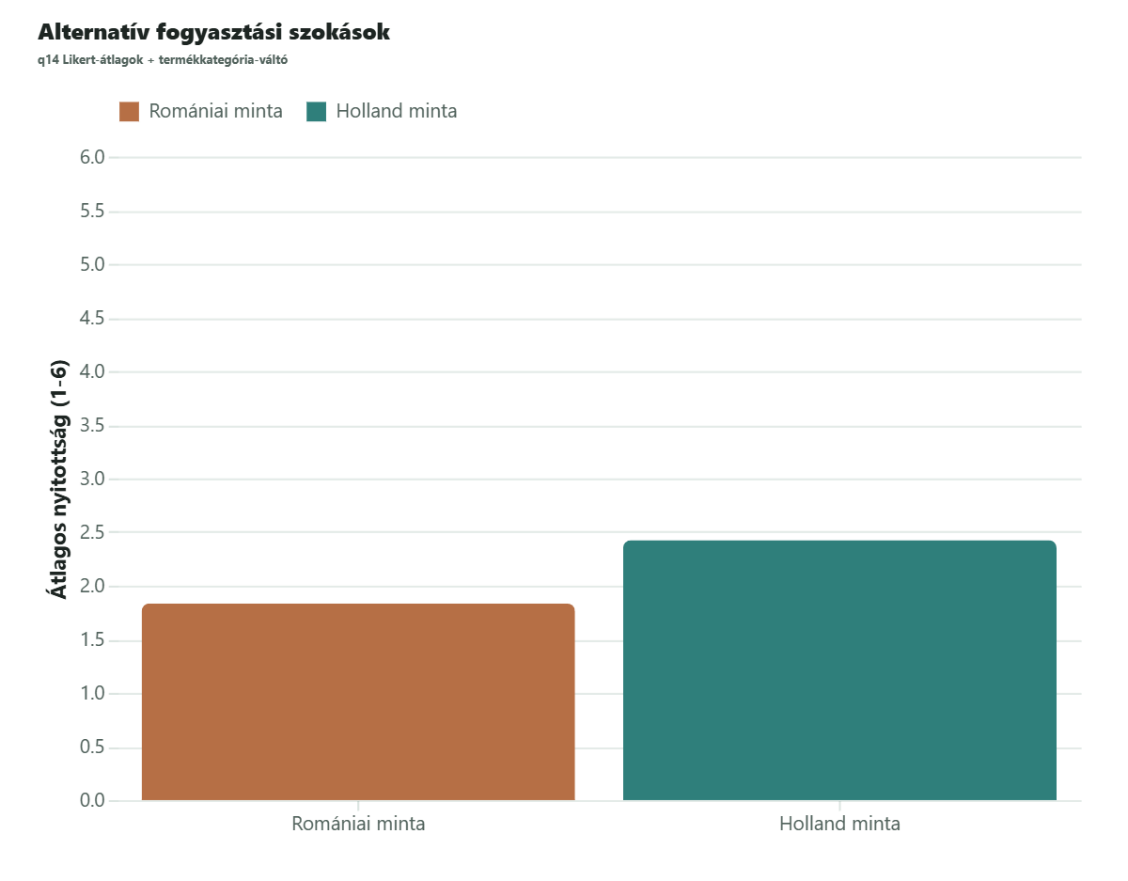 Alternatív fogyasztási szokások
q14 Likert-átlagok + termékkategória-váltó
Romániai minta
Holland minta
Átlagos nyitottság (1-6)
6.0
5.5
5.0
4.5
4.0
3.5
3.0
2.5
2.0
1.5
1.0
0.5
0.0
Romániai minta
Holland minta